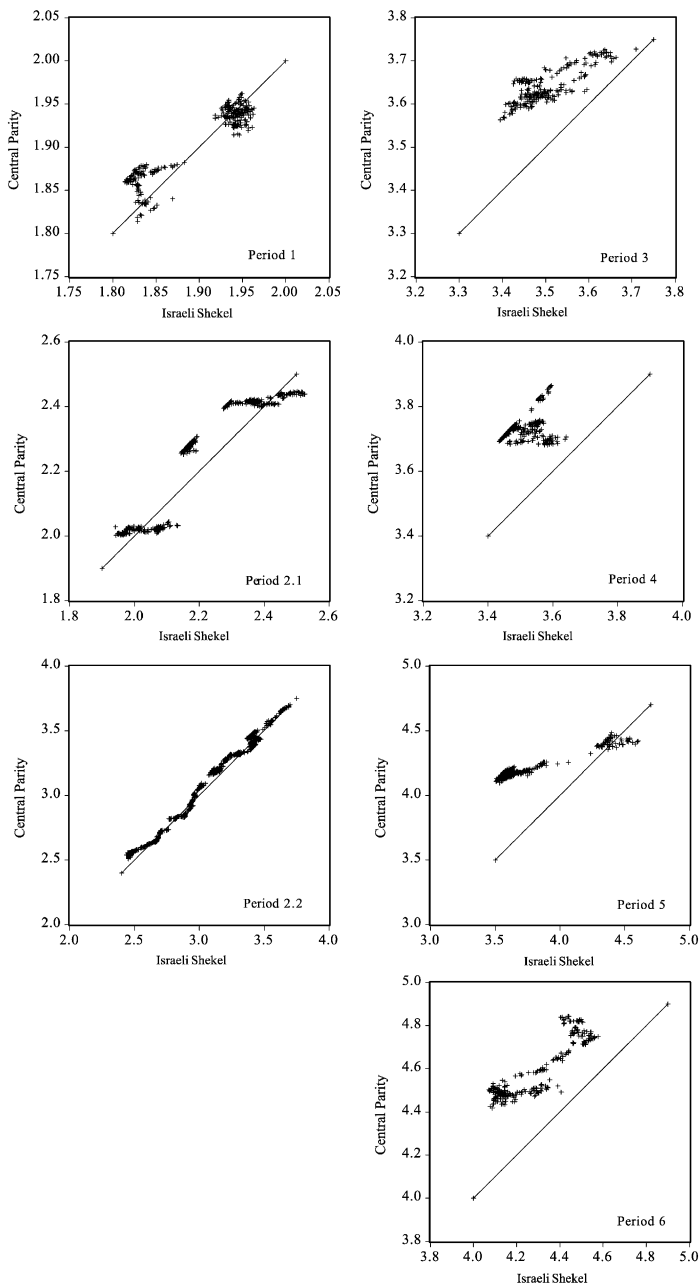 2.05
2.00
1.95
1.90
1.85
1.80
1.75
Central Parity
Period 1
1.75 1.80 1.85 1.90 1.95 2.00 2.05
Israeli Shekel
3.8
3.7
3.6
3.5
3.4
3.3
3.2
Central Parity
Period 3
3.2 3.3 3.4 3.5 3.6 3.7 3.8
Israeli Shekel
2.6
2.4
2.2
2.0
1.8
Central Parity
Period 2.1
1.8 2.0 2.2 2.4 2.6
Israeli Shekel
4.0
3.8
3.6
3.4
3.2
Central Parity
Period 4
3.2 3.4 3.6 3.8 4.0
Israeli Shekel
4.0
3.5
3.0
2.5
2.0
Central Parity
Period 2.2
2.0 2.5 3.0 3.5 4.0
Israeli Shekel
5.0
4.5
4.0
3.5
3.0
Central Parity
Period 5
3.0 3.5 4.0 4.5 5.0
Israeli Shekel
5.0
4.8
4.6
4.4
4.2
4.0
3.8
Central Parity
Period 6
3.8 4.0 4.2 4.4 4.6 4.8 5.0
Israeli Shekel